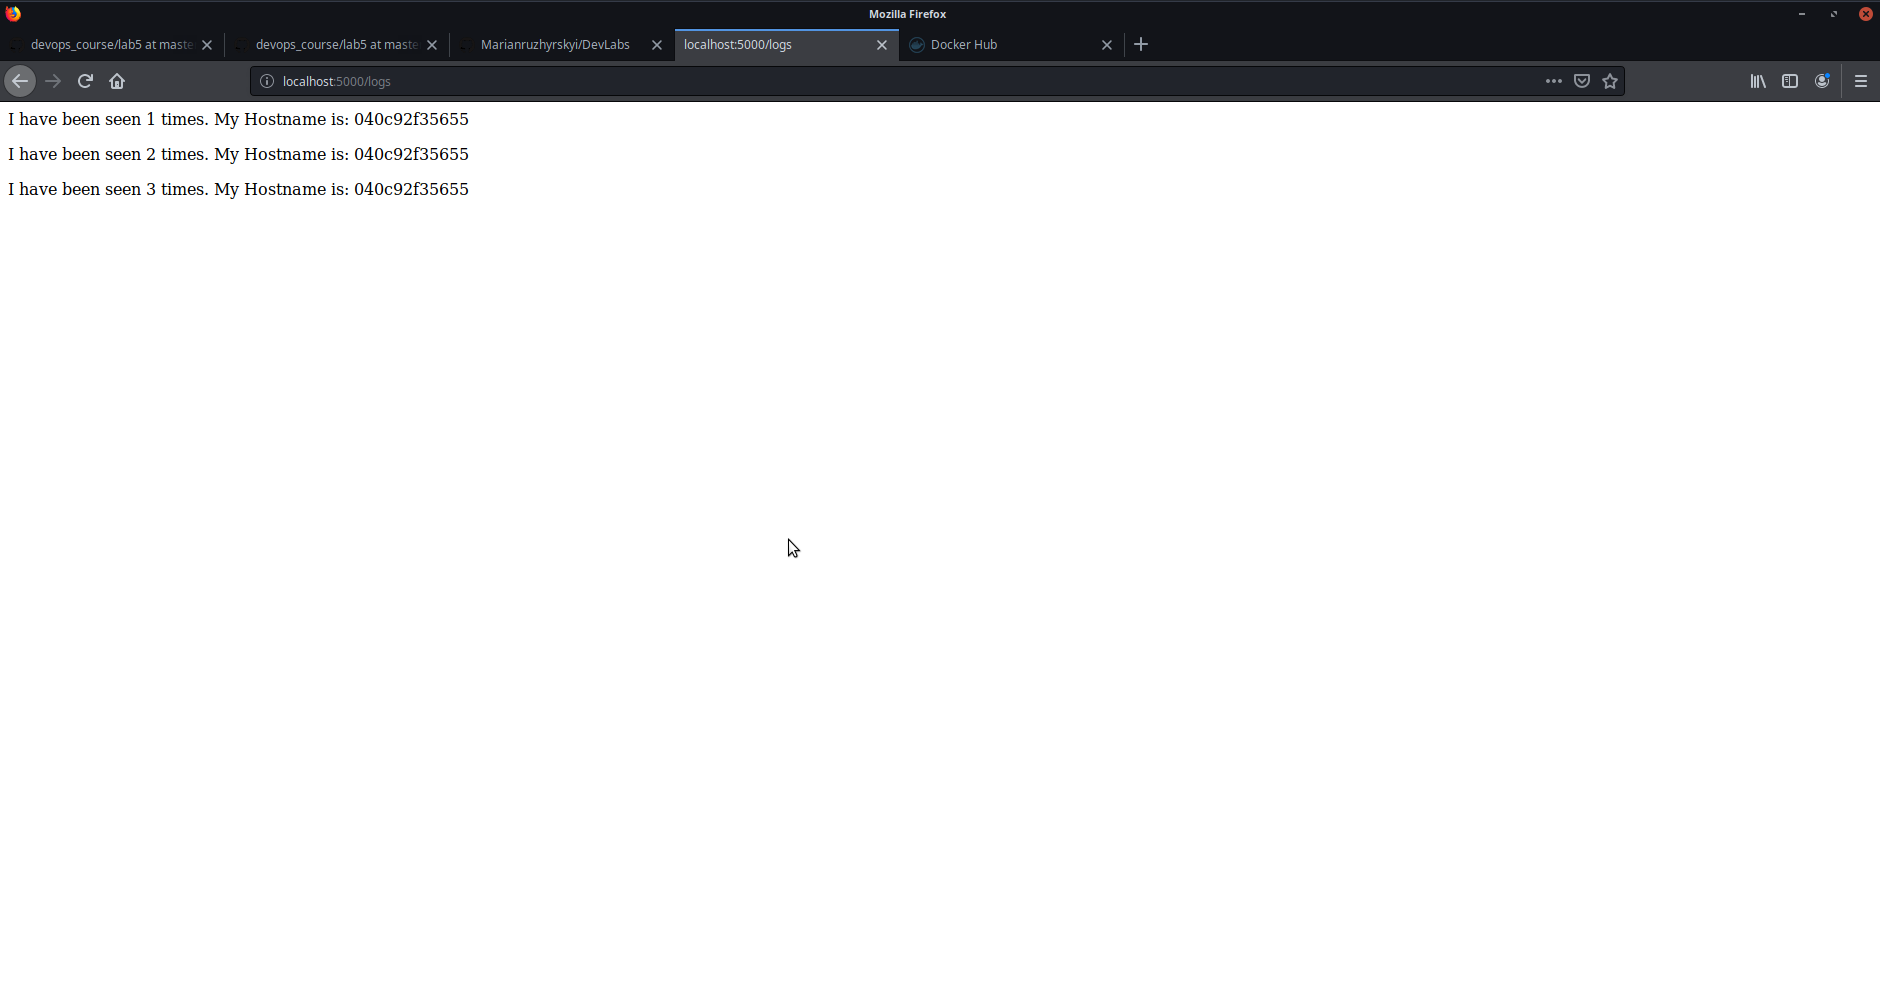 Mozilla Firefox
devops_course/lab5 at maste
devops_course/lab5 at maste
Marianruzhyrskyi/DevLabs
localhost:5000/logs
Docker Hub
localhost:5000/logs
I have been seen 1 times. My Hostname is: 040c92f35655
I have been seen 2 times. My Hostname is: 040c92f35655
I have been seen 3 times. My Hostname is: 040c92f35655